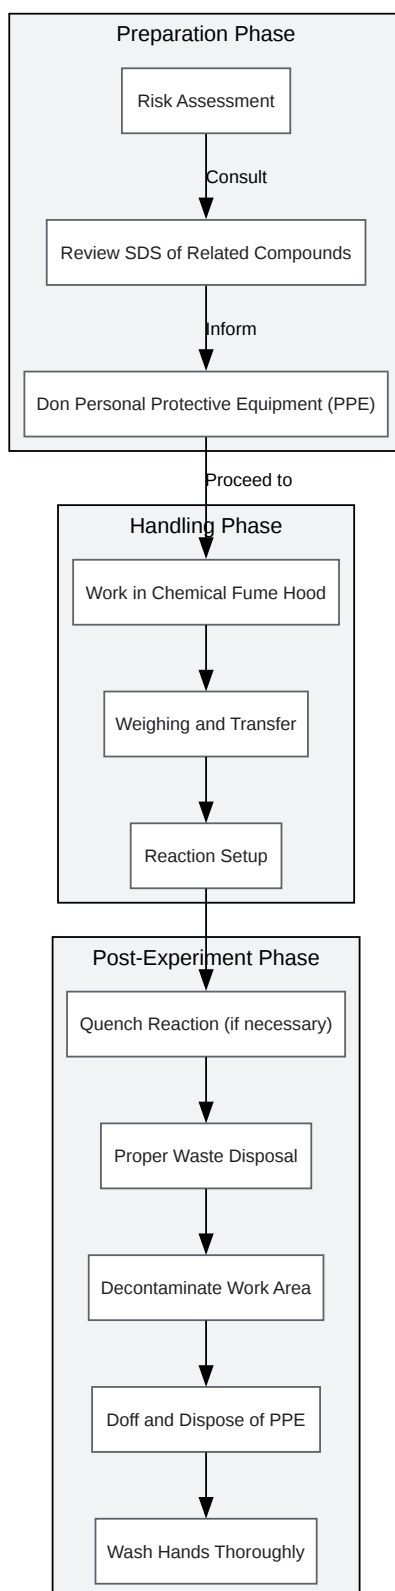 Preparation Phase
Risk Assessment
Consult
Review SDS of Related Compounds
Inform
Don Personal Protective Equipment (PPE)
Proceed to
Handling Phase
Work in Chemical Fume Hood
Weighing and Transfer
Reaction Setup
Post-Experiment Phase
Quench Reaction (if necessary)
Proper Waste Disposal
Decontaminate Work Area
Doff and Dispose of PPE
Wash Hands Thoroughly